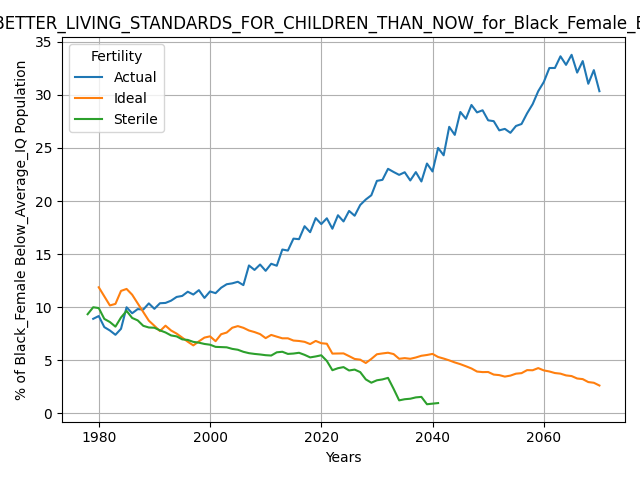 BETTER_LIVING_STANDARDS_FOR_CHILDREN_THAN_NOW_for_Black_Female_B
% of Black_Female Below_Average_IQ Population
35
30
25
20
15
10
5
0
Fertility
Actual
Ideal
Sterile
1980
2000
2020
2040
2060
Years